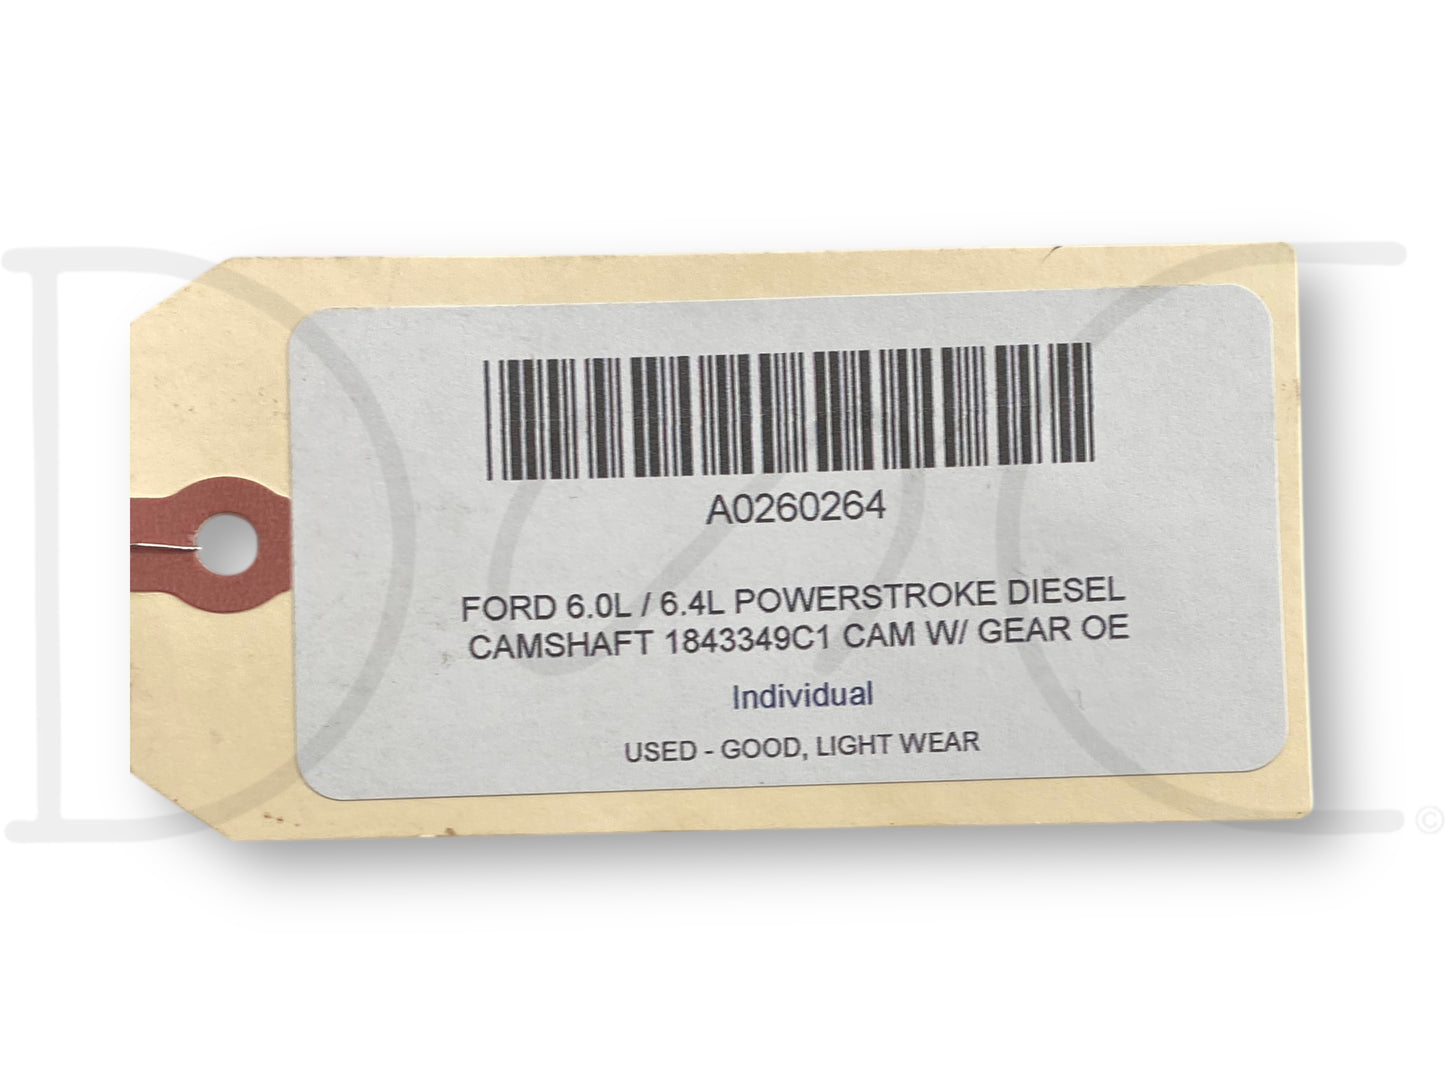 A0260264
FORD 6.0L / 6.4L POWERSTROKE DIESEL
CAMSHAFT 1843349C1 CAM W/ GEAR OE
Individual
USED - GOOD, LIGHT WEAR
©